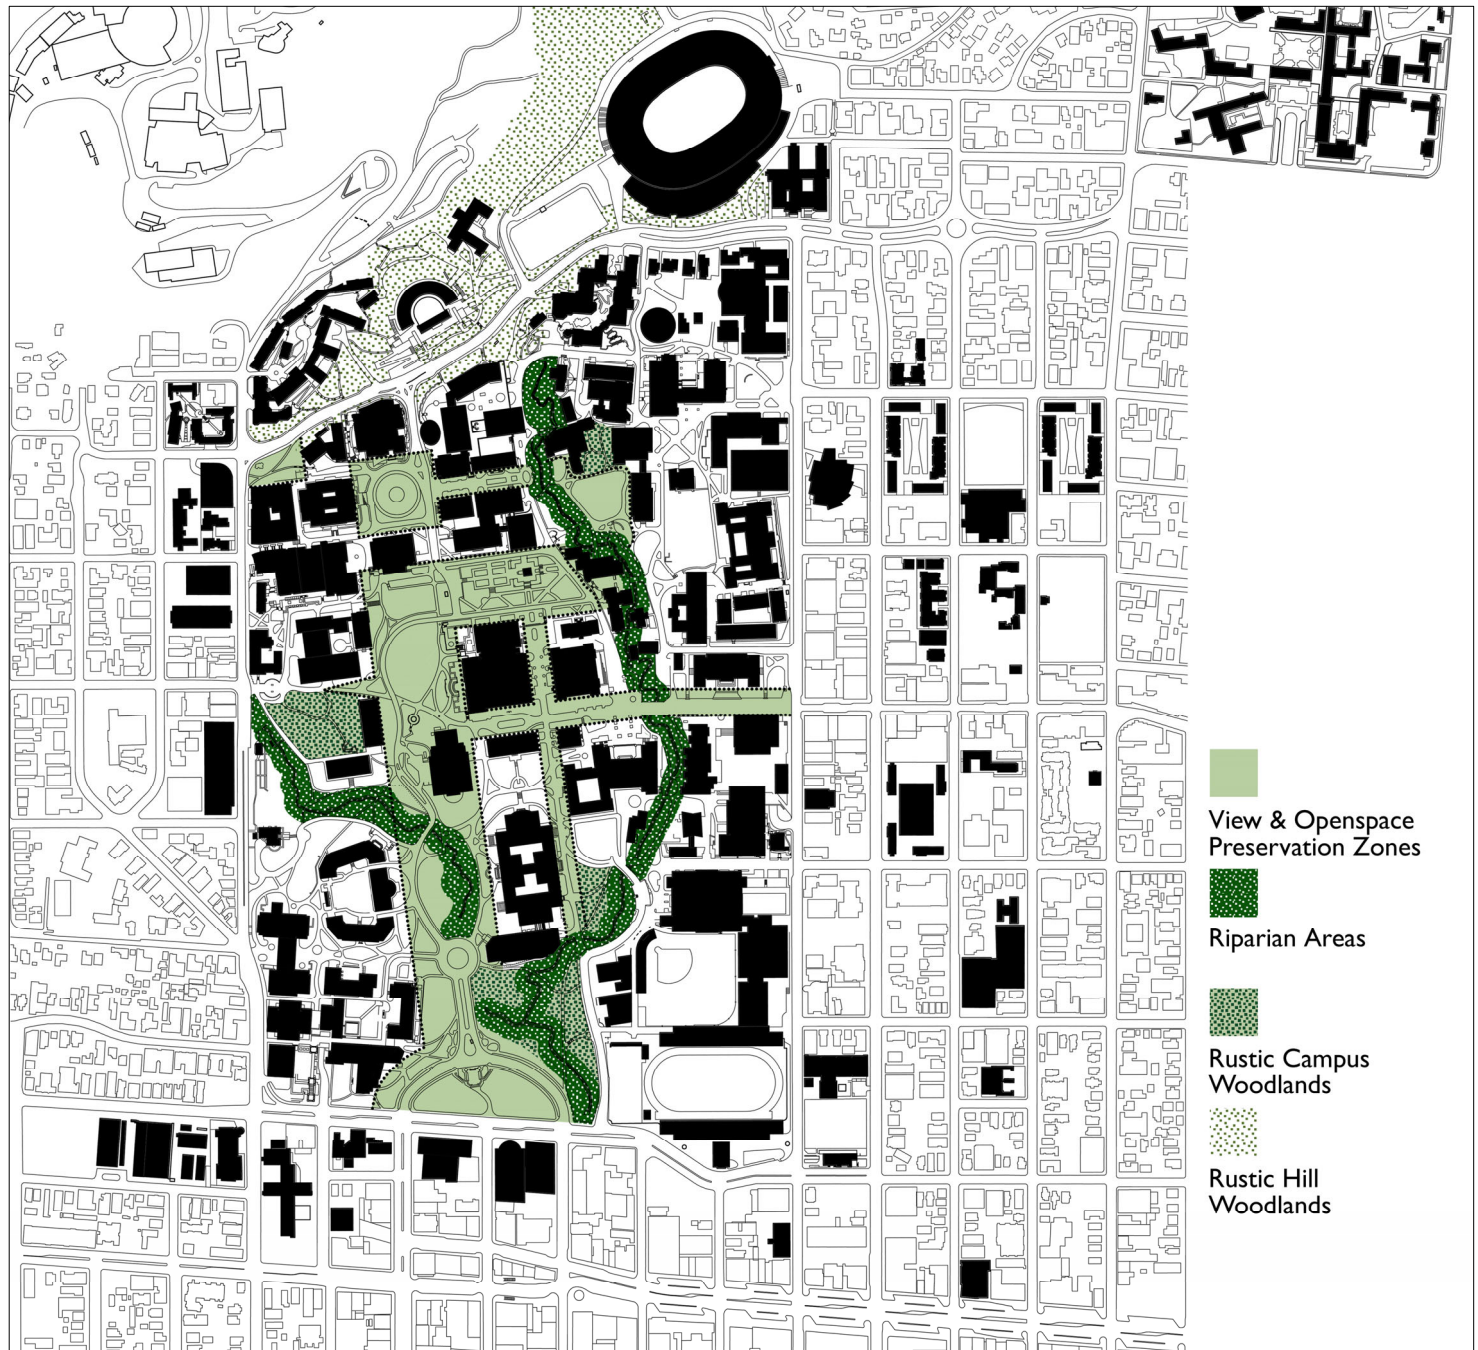 View & Openspace
Preservation Zones
Riparian Areas
Rustic Campus
Woodlands
Rustic Hill
Woodlands